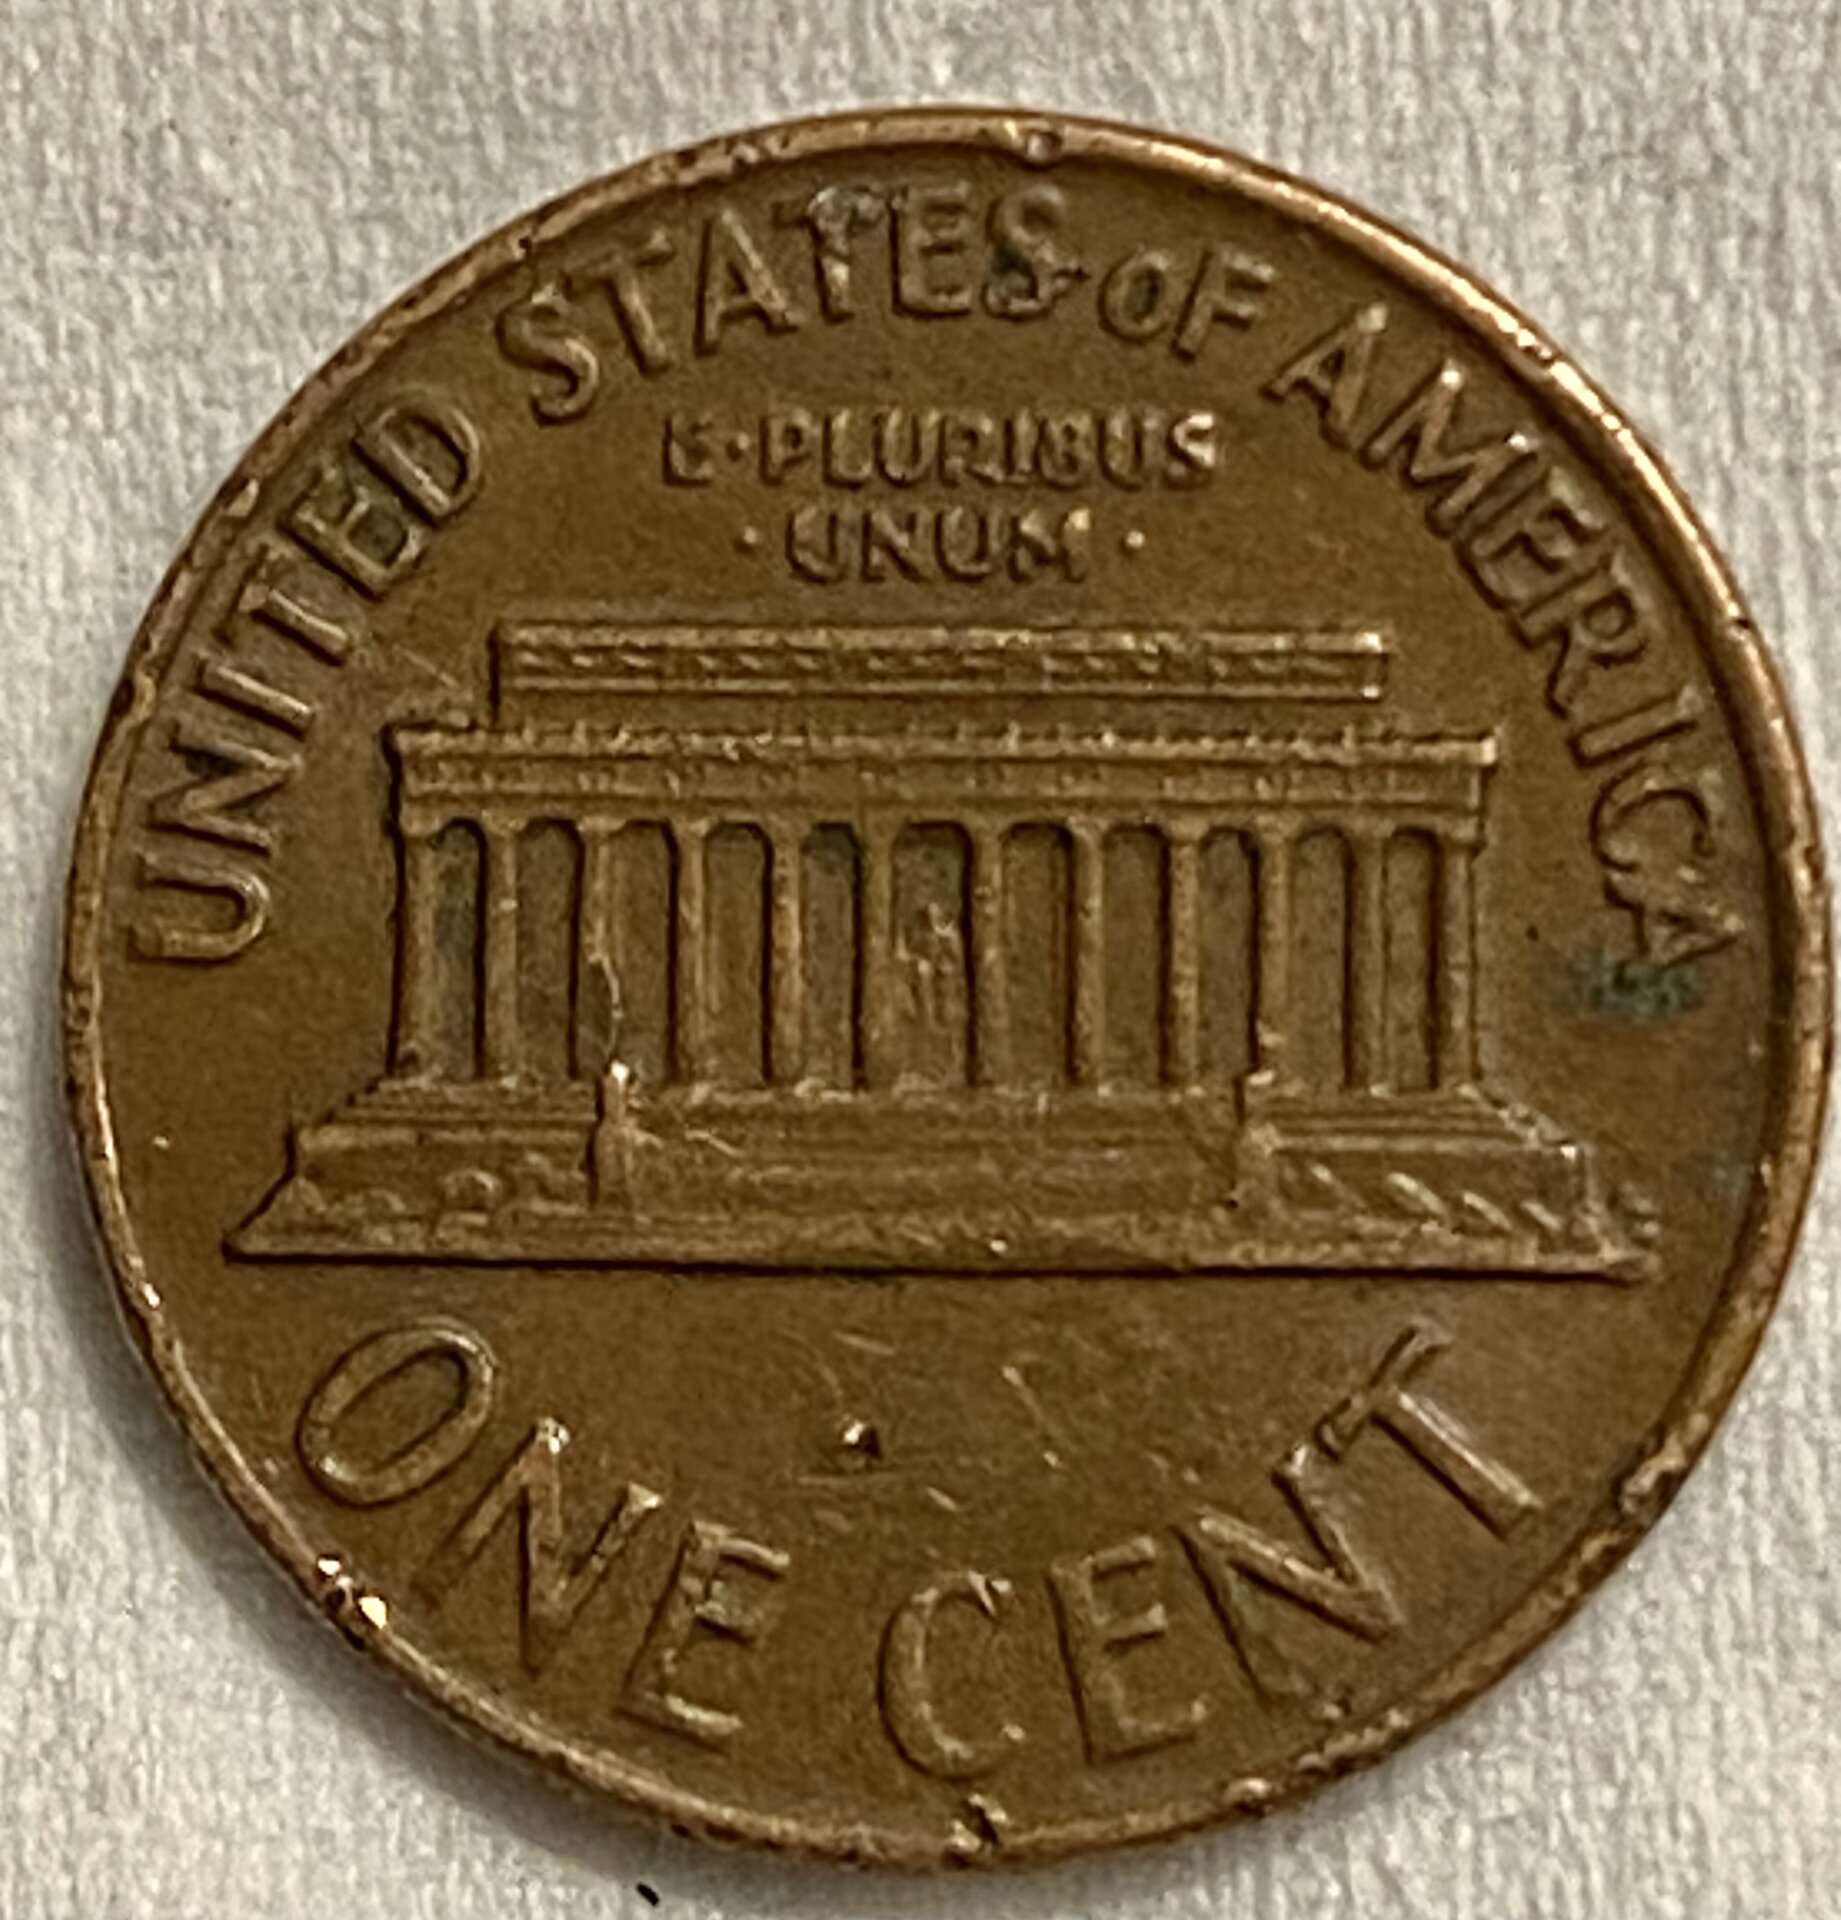 UNITED STATES OF AMERICA
E·PLURIBUS
·UNUM·
ONE CENT